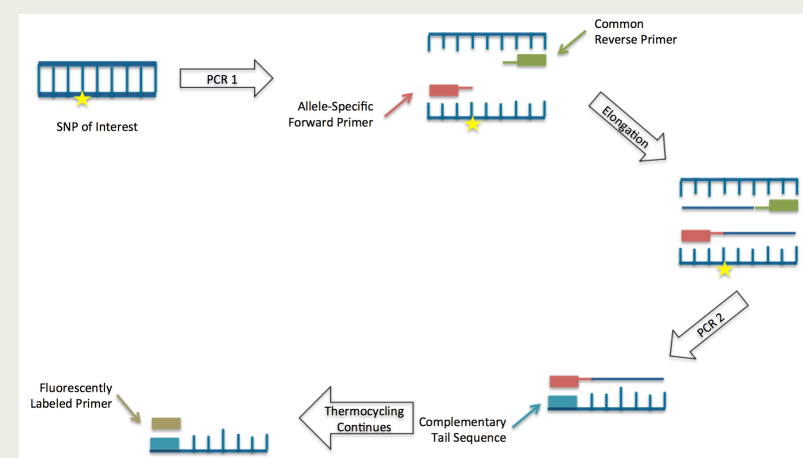 Common
Reverse Primer
PCR 1
SNP of Interest
Allele-Specific
Forward Primer
Elongation
PCR 2
Complementary
Tail Sequence
Thermocycling
Continues
Fluorescently
Labeled Primer